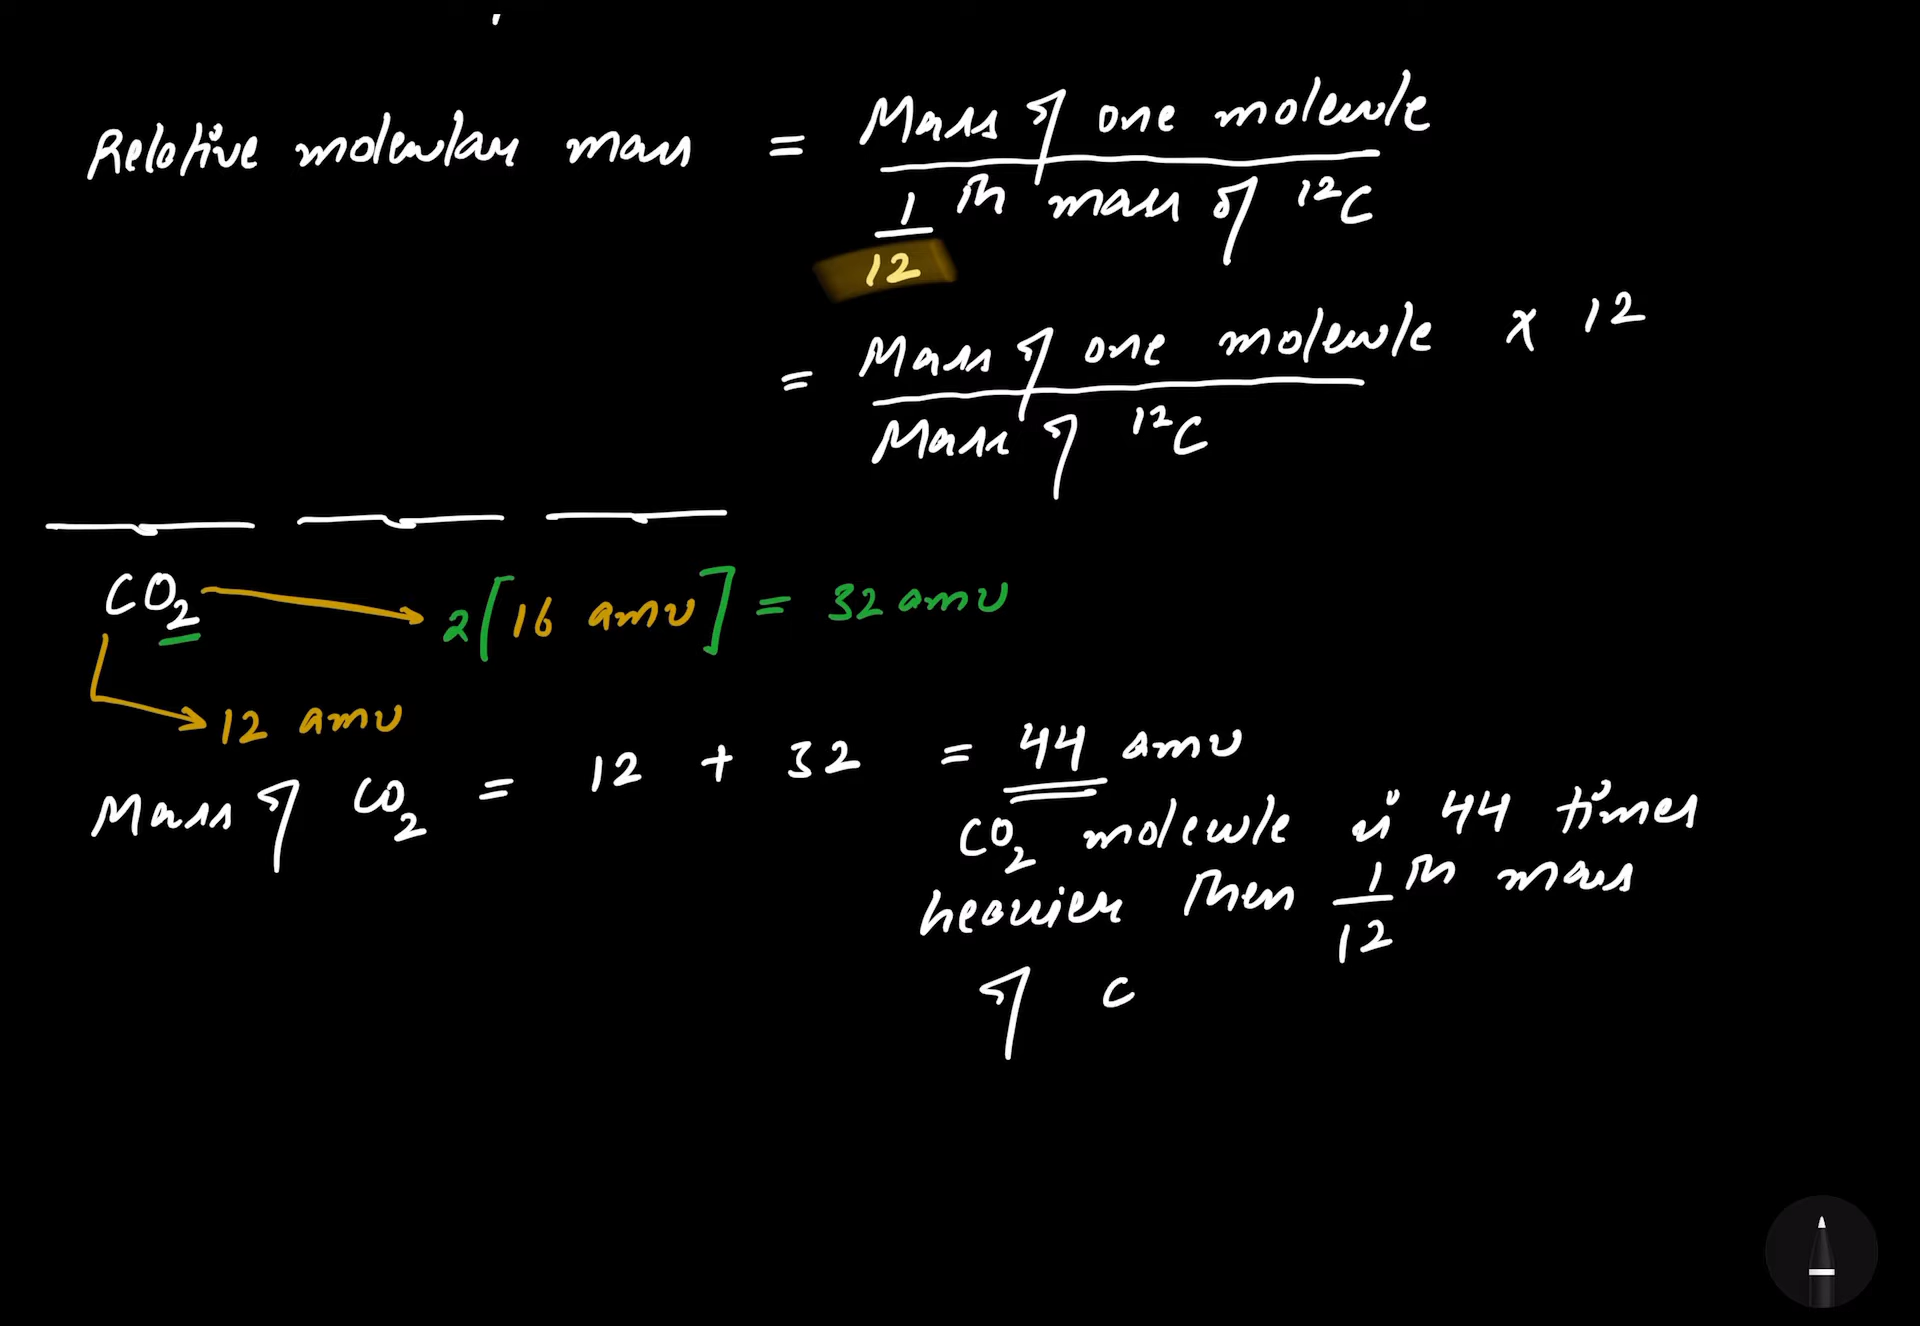 Relative molecular mass = Mass of one molecule
1/12 th mass of ¹²C
= Mass of one molecule x 12
Mass of ¹²C
CO₂ 2[16 amu] = 32 amu
12 amu
Mass of CO₂ = 12 + 32 = 44 amu
CO₂ molecule is 44 times
heavier then 1/12 th mass
of C